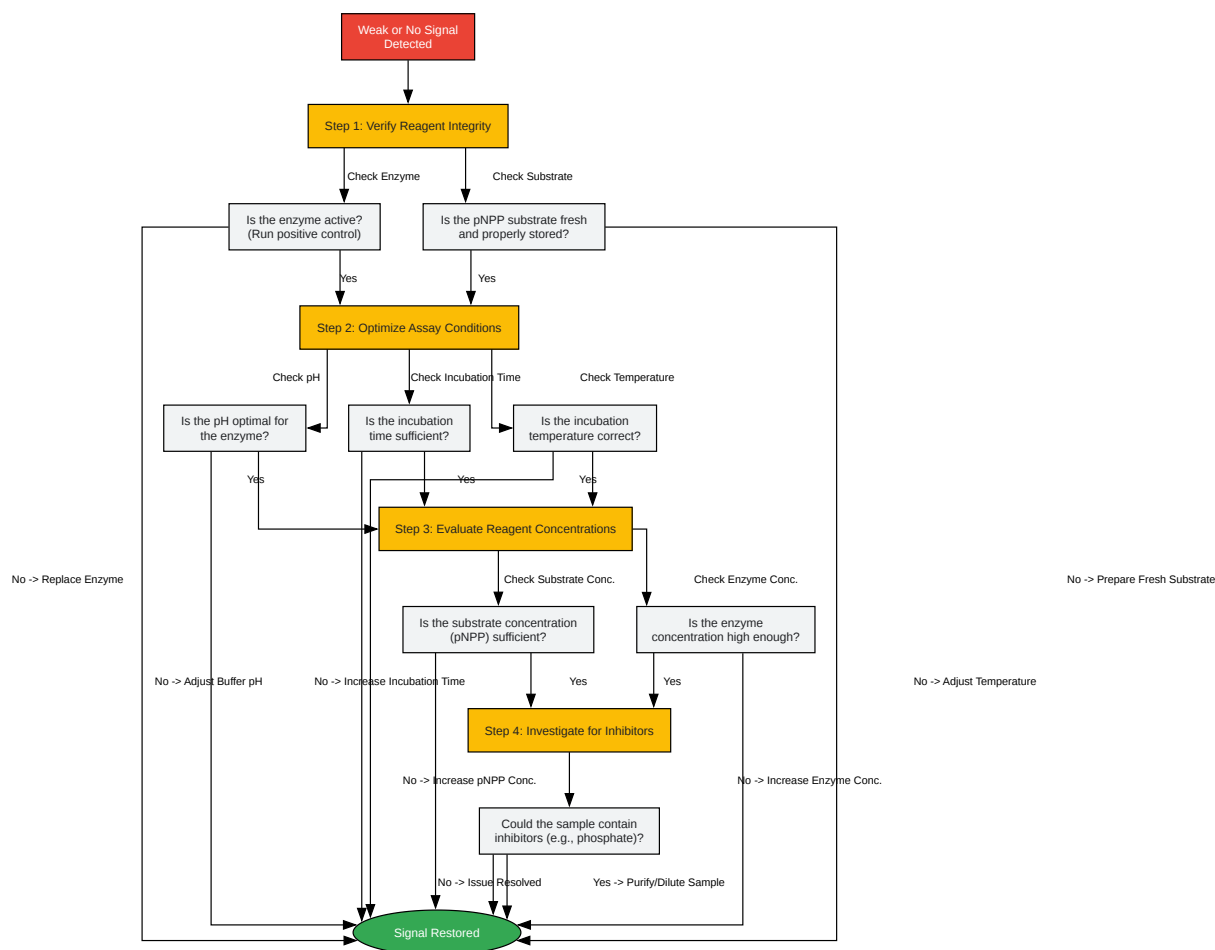 Weak or No Signal
Detected
Step 1: Verify Reagent Integrity
Check Enzyme
Check Substrate
Is the enzyme active?
(Run positive control)
Is the pNPP substrate fresh
and properly stored?
Yes
Yes
Step 2: Optimize Assay Conditions
Check pH
Check Incubation Time
Check Temperature
Is the pH optimal for
the enzyme?
Is the incubation
time sufficient?
Is the incubation
temperature correct?
Yes
Yes
Yes
Step 3: Evaluate Reagent Concentrations
No -> Replace Enzyme
Check Substrate Conc.
Check Enzyme Conc.
No -> Prepare Fresh Substrate
Is the substrate concentration
(pNPP) sufficient?
Is the enzyme
concentration high enough?
No -> Adjust Buffer pH
No -> Increase Incubation Time
Yes
Yes
No -> Adjust Temperature
Step 4: Investigate for Inhibitors
No -> Increase pNPP Conc.
No -> Increase Enzyme Conc.
Could the sample contain
inhibitors (e.g., phosphate)?
No -> Issue Resolved
Yes -> Purify/Dilute Sample
Signal Restored